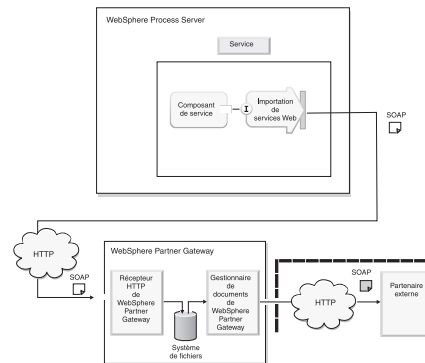 WebSphere Process Server
Service
Composant
de service
I
Importation
de
services Web
SOAP
HTTP
SOAP
WebSphere Partner Gateway
Récepteur
HTTP
de
WebSphere
Partner
Gateway
Système
de fichiers
Gestionnaire
de
documents
de
WebSphere
Partner
Gateway
SOAP
HTTP
Partenaire
externe